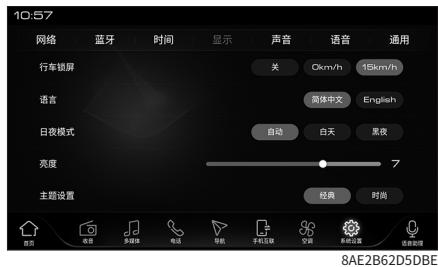 10:57
网络 蓝牙 时间 显示 声音 语音 通用
行车锁屏 关 0km/h 15km/h
语言 简体中文 English
日夜模式 自动 白天 黑夜
亮度 7
主题设置 经典 时尚
首页 收音 多媒体 电话 导航 手机互联 空调 系统设置 语音助理
8AE2B62D5DBE